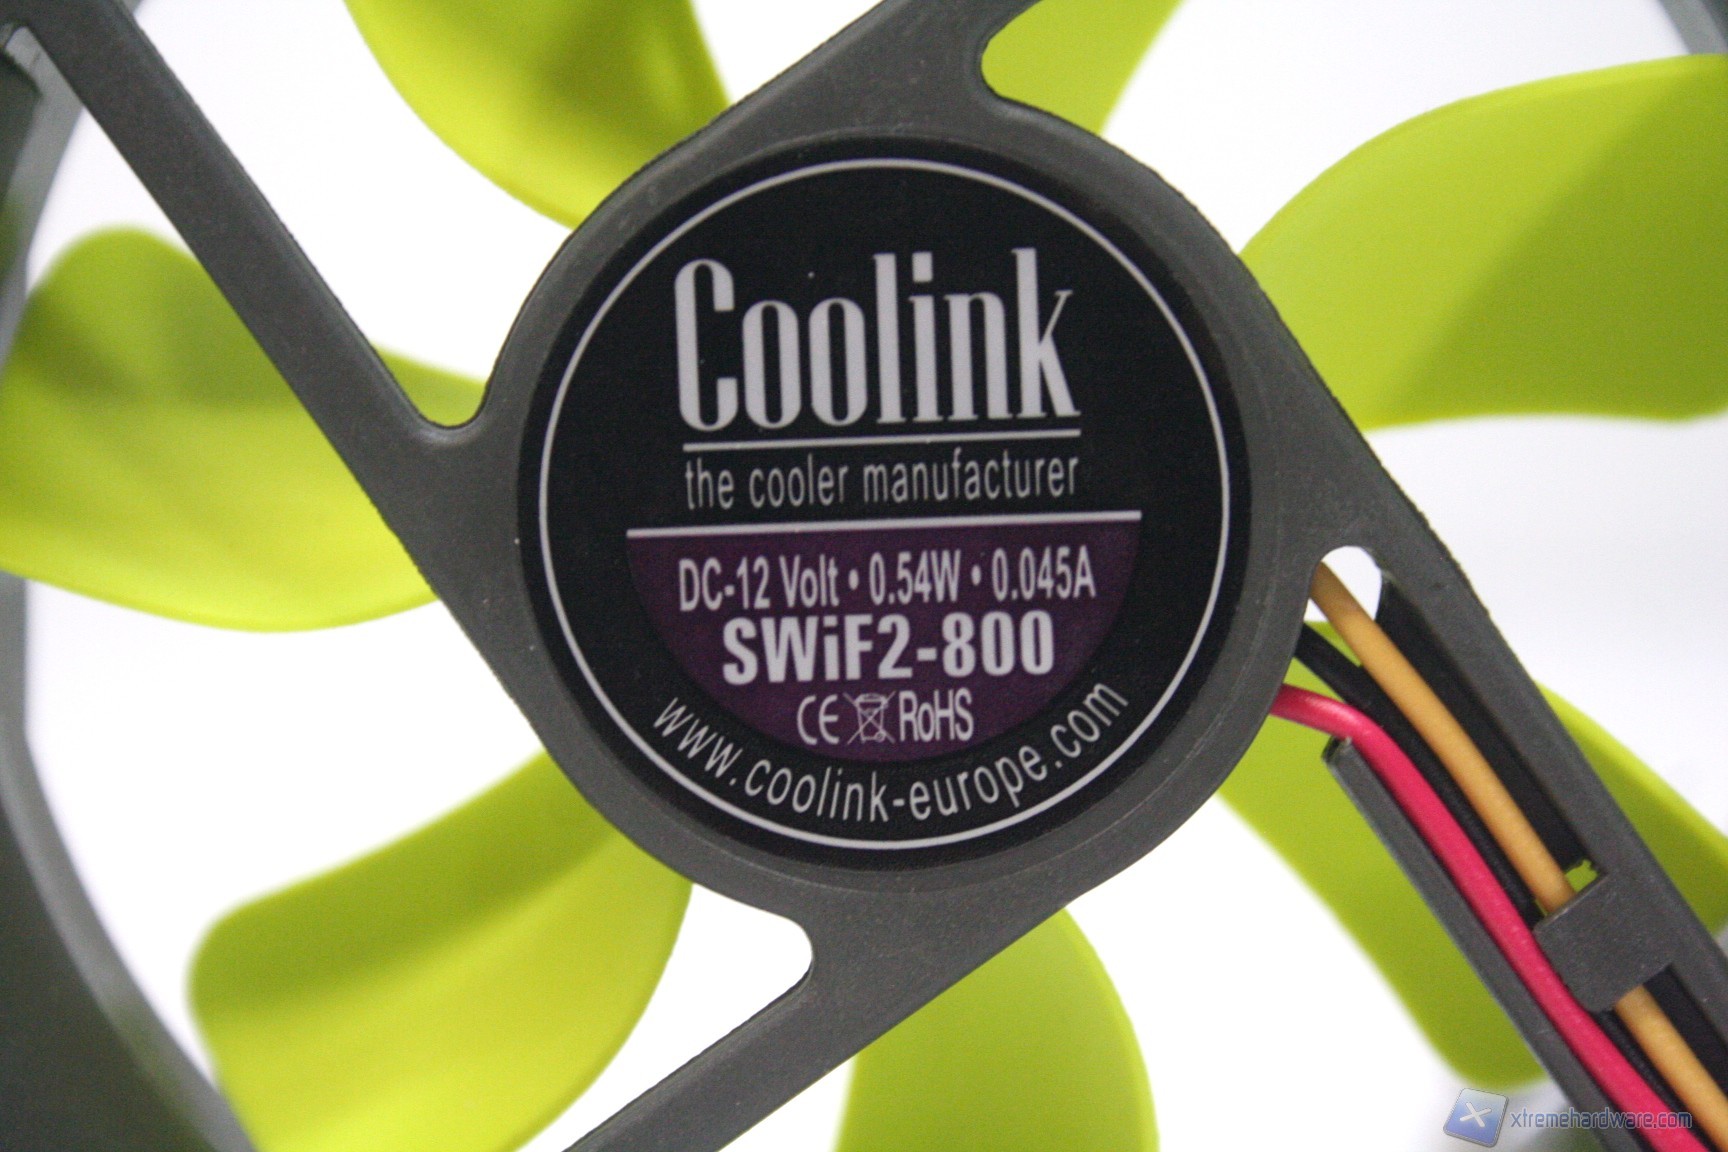 Coolink
the cooler manufacturer
DC-12 Volt • 0.54W • 0.045A
SWiF2-800
CE RoHS
www.coolink-europe.com
xtremehardware.com